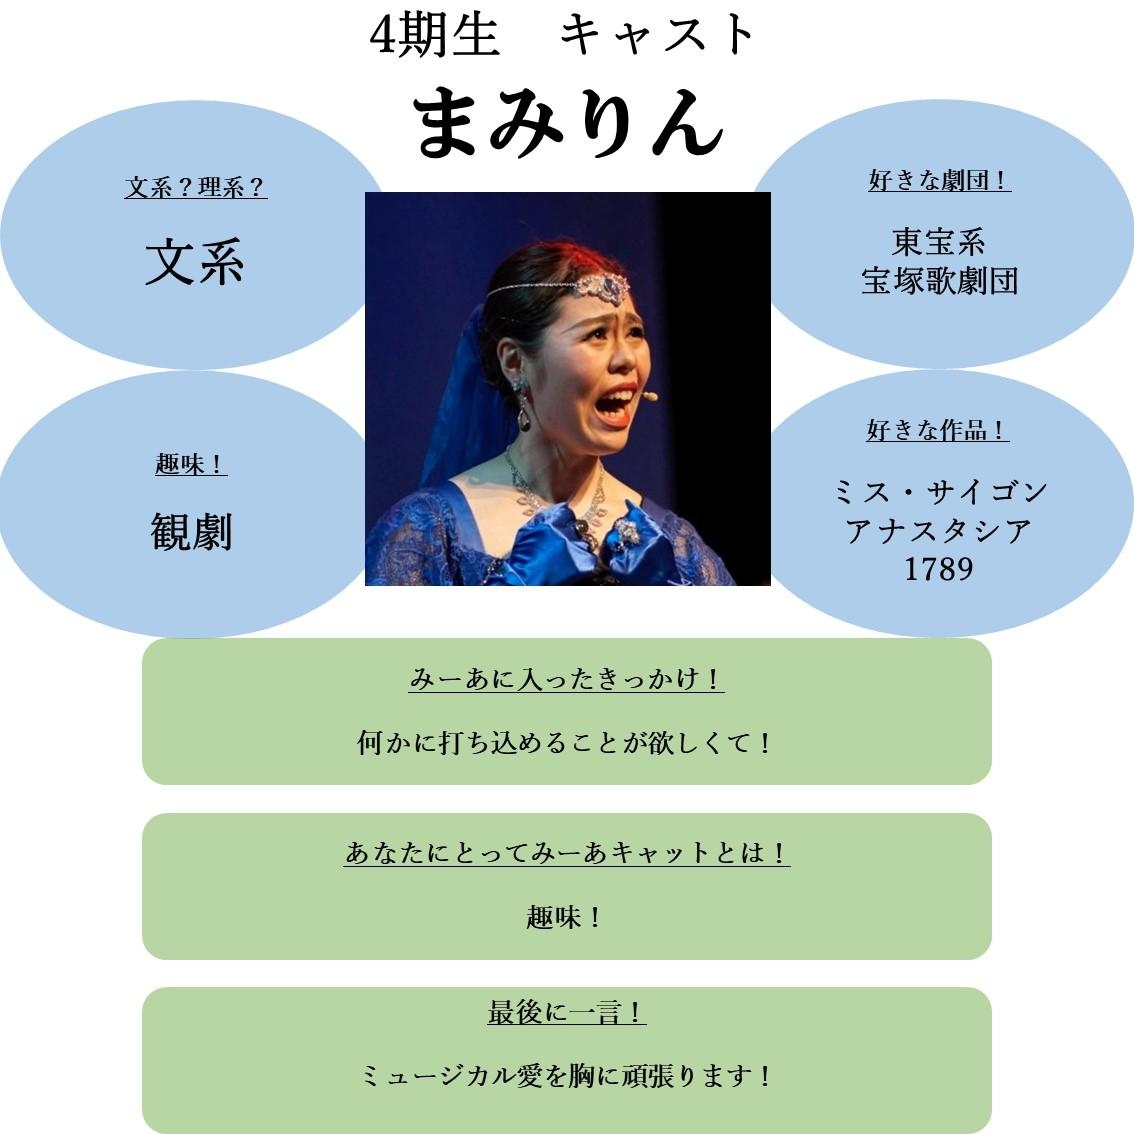 4期生　キャスト
まみりん
文系？理系？
文系
好きな劇団！
東宝系
宝塚歌劇団
趣味！
観劇
好きな作品！
ミス・サイゴン
アナスタシア
1789
みーあに入ったきっかけ！
何かに打ち込めることが欲しくて！
あなたにとってみーあキャットとは！
趣味！
最後に一言！
ミュージカル愛を胸に頑張ります！